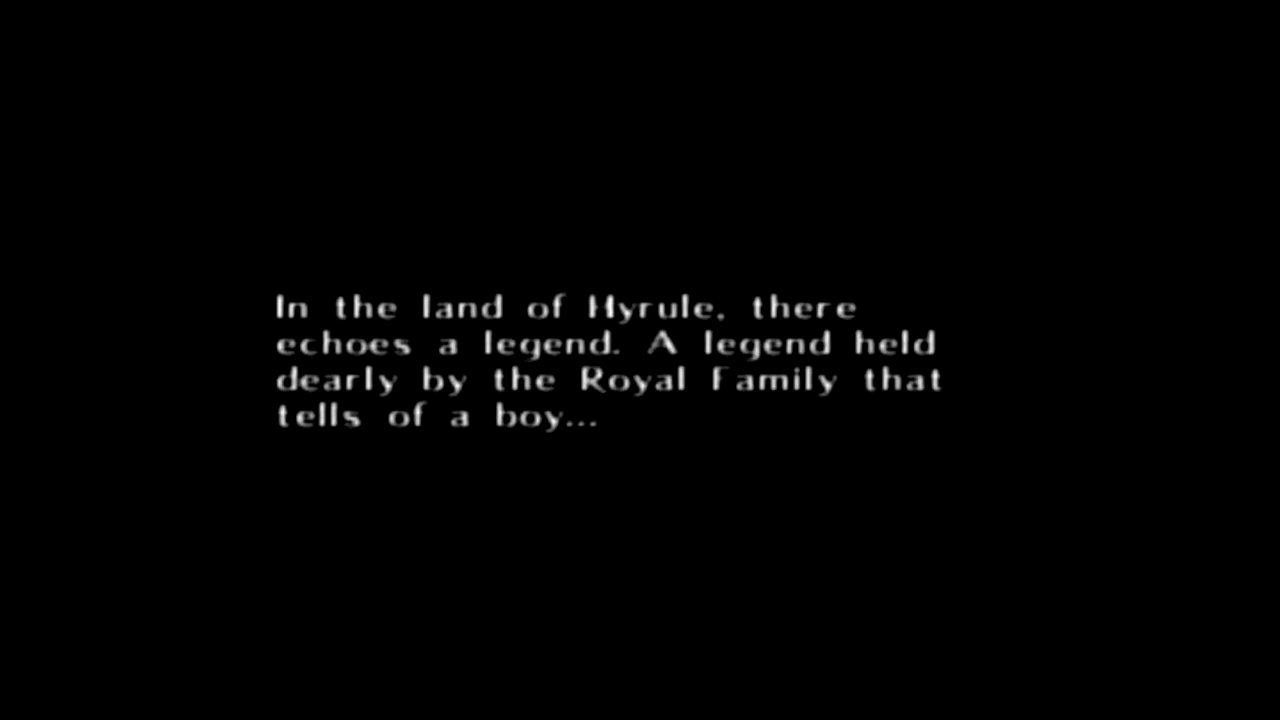 In the land of Hyrule, there
echoes a legend. A legend held
dearly by the Royal Family that
tells of a boy...